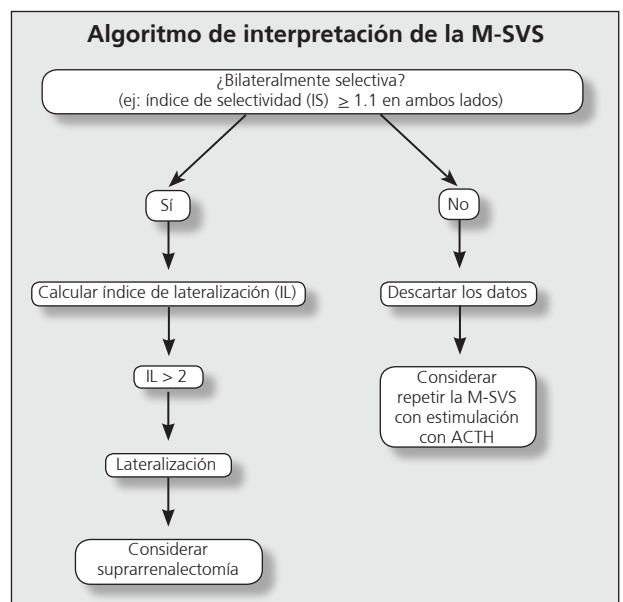 Algoritmo de interpretación de la M-SVS
¿Bilateralmente selectiva?
(ej: índice de selectividad (IS) ≥ 1.1 en ambos lados)
Sí
No
Calcular índice de lateralización (IL)
Descartar los datos
IL > 2
Considerar
repetir la M-SVS
con estimulación
con ACTH
Lateralización
Considerar
suprarrenalectomía